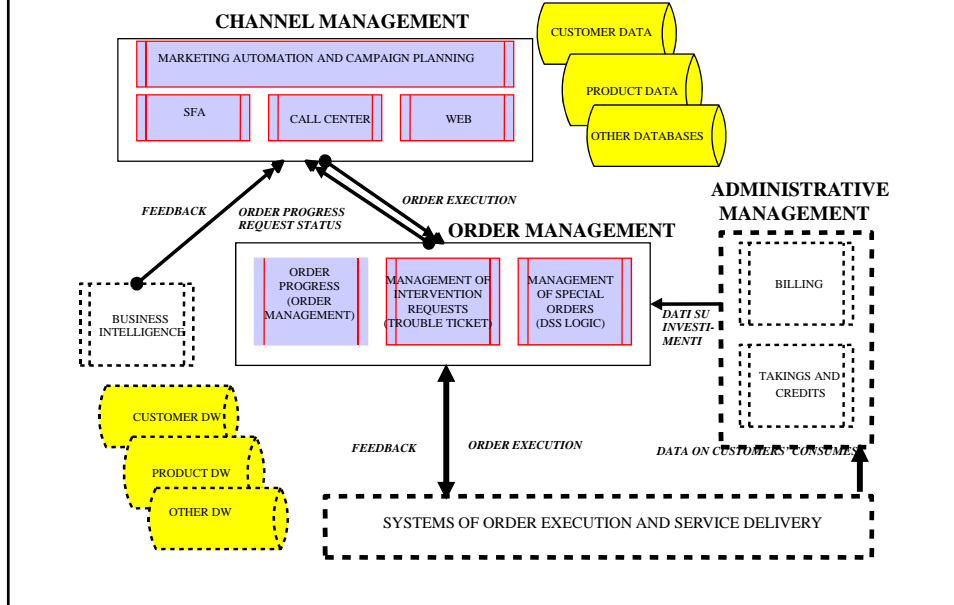 CHANNEL MANAGEMENT
MARKETING AUTOMATION AND CAMPAIGN PLANNING
SFA
CALL CENTER
WEB
CUSTOMER DATA
PRODUCT DATA
OTHER DATABASES
FEEDBACK
ORDER PROGRESS
REQUEST STATUS
ORDER EXECUTION
ADMINISTRATIVE
MANAGEMENT
ORDER MANAGEMENT
ORDER
PROGRESS
(ORDER
MANAGEMENT)
MANAGEMENT OF
INTERVENTION
REQUESTS
(TROUBLE TICKET)
MANAGEMENT
OF SPECIAL
ORDERS
(DSS LOGIC)
BILLING
DATI SU
INVESTI-
MENTI
TAKINGS AND
CREDITS
BUSINESS
INTELLIGENCE
CUSTOMER DW
PRODUCT DW
OTHER DW
FEEDBACK
ORDER EXECUTION
DATA ON CUSTOMERS' CONSUMES
SYSTEMS OF ORDER EXECUTION AND SERVICE DELIVERY